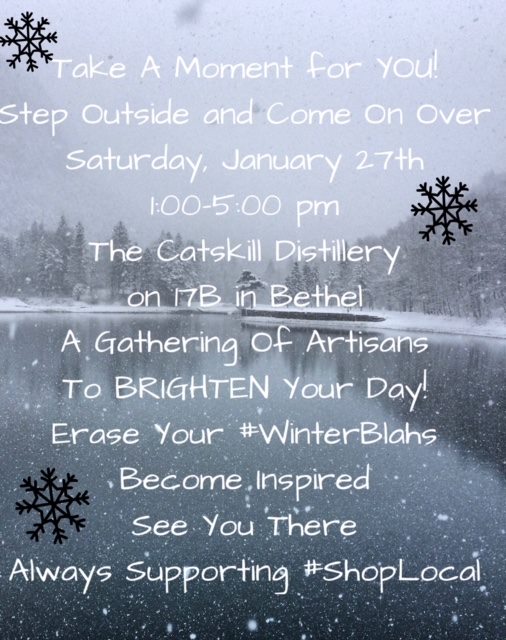 Take A Moment for YOU!
Step Outside and Come On Over
Saturday, January 27th
1:00-5:00 pm
The Catskill Distillery
on 17B in Bethel
A Gathering Of Artisans
To BRIGHTEN Your Day!
Erase Your #WinterBlahs
Become Inspired
See You There
Always Supporting #ShopLocal